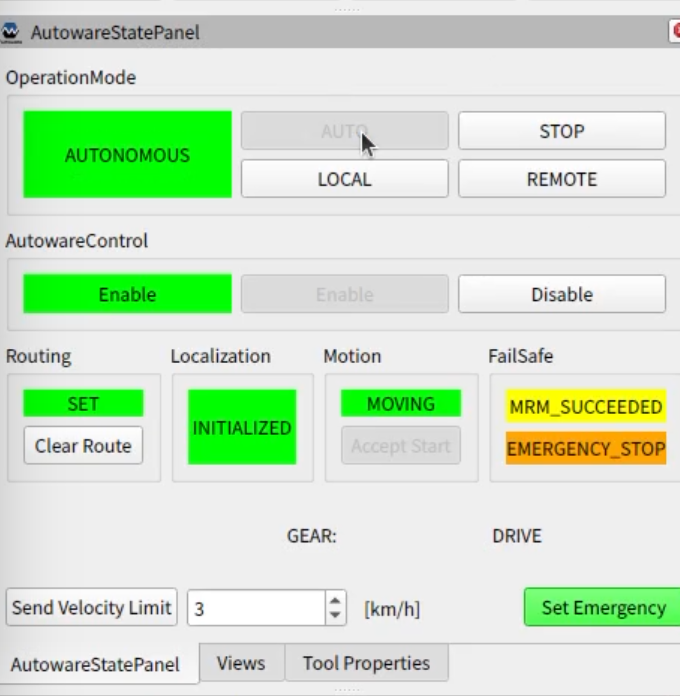 AutowareStatePanel
OperationMode
AUTONOMOUS
AUTO
STOP
LOCAL
REMOTE
AutowareControl
Enable
Enable
Disable
Routing
Localization
Motion
FailSafe
SET
Clear Route
INITIALIZED
MOVING
Accept Start
MRM_SUCCEEDED
EMERGENCY_STOP
GEAR:
DRIVE
Send Velocity Limit
3
[km/h]
Set Emergency
AutowareStatePanel
Views
Tool Properties